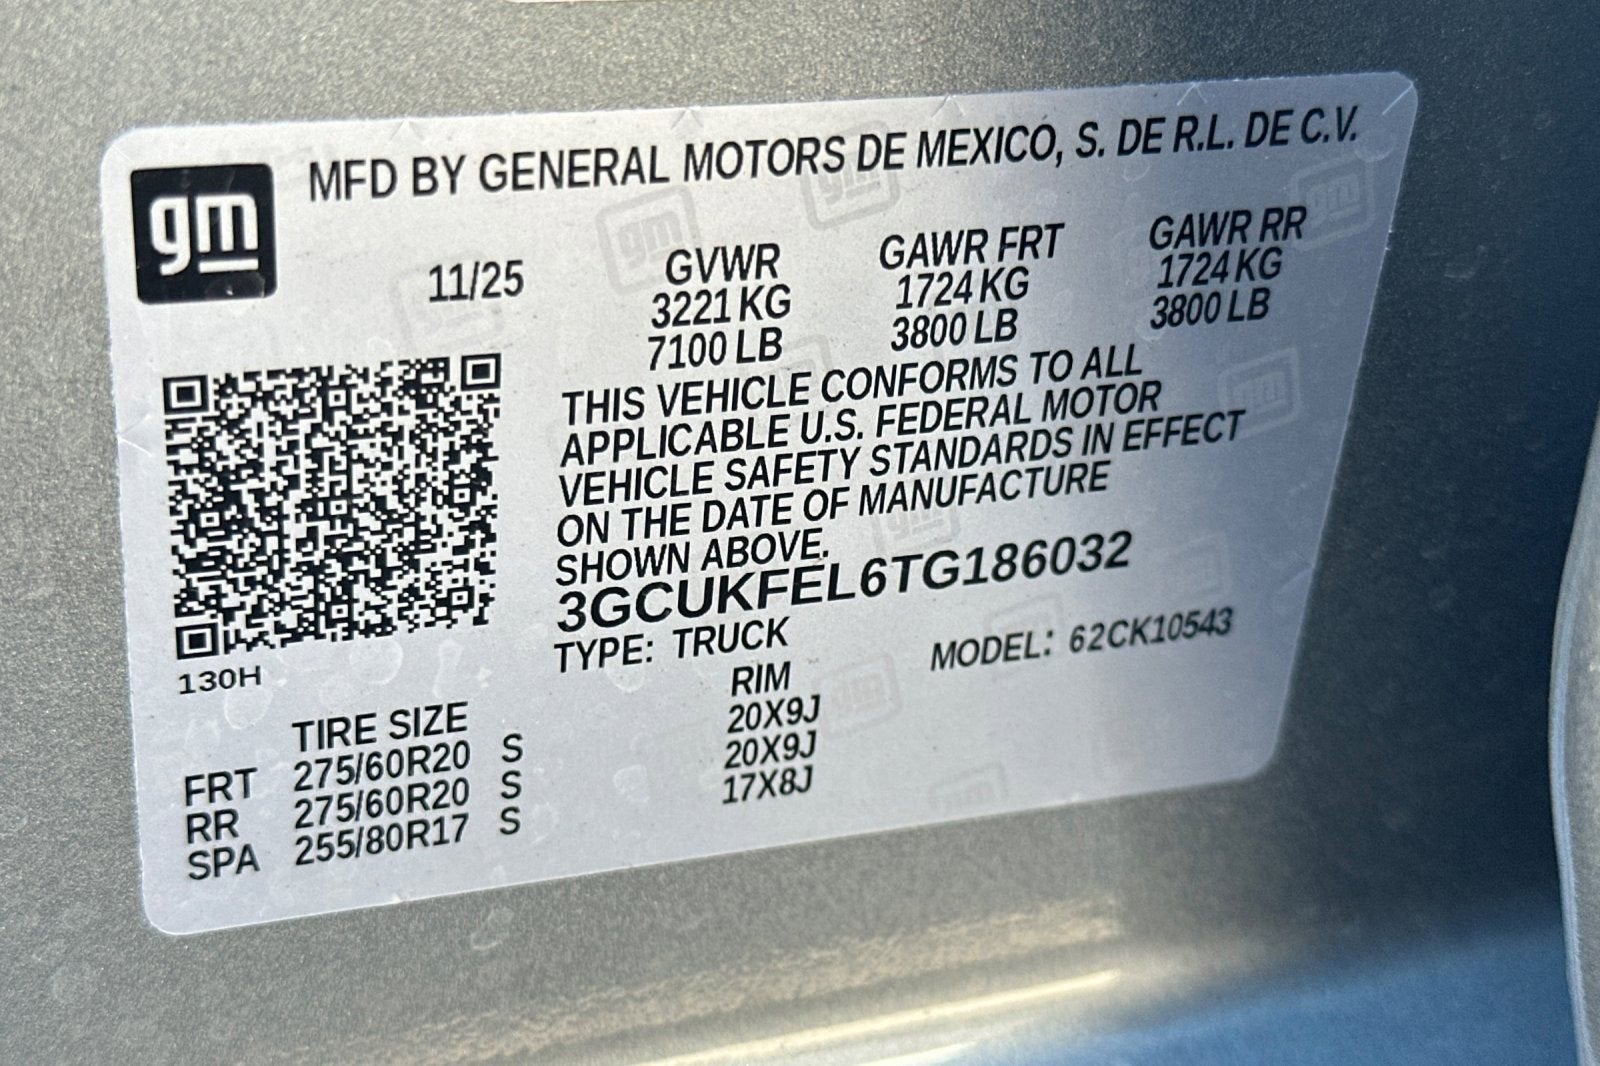 gm MFD BY GENERAL MOTORS DE MEXICO, S. DE R.L. DE C.V.
11/25 GVWR GAWR FRT GAWR RR
3221 KG 1724 KG 1724 KG
7100 LB 3800 LB 3800 LB
THIS VEHICLE CONFORMS TO ALL
APPLICABLE U.S. FEDERAL MOTOR
VEHICLE SAFETY STANDARDS IN EFFECT
ON THE DATE OF MANUFACTURE
SHOWN ABOVE.
3GCUKFEL6TG186032
TYPE: TRUCK MODEL: 62CK10543
130H
TIRE SIZE RIM
FRT 275/60R20 S 20X9J
RR 275/60R20 S 20X9J
SPA 255/80R17 S 17X8J